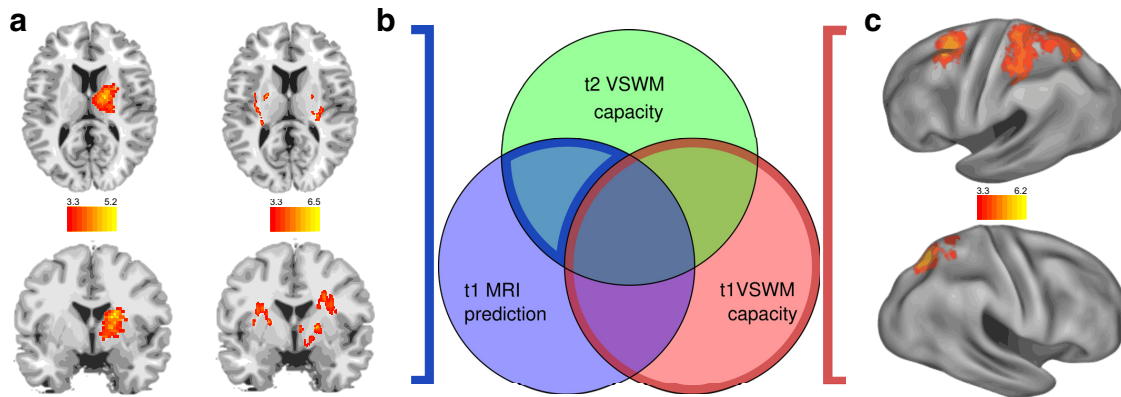 a
3.3 5.2
3.3 6.5
b
t2 VSWM
capacity
t1 MRI
prediction
t1VSWM
capacity
c
3.3 6.2